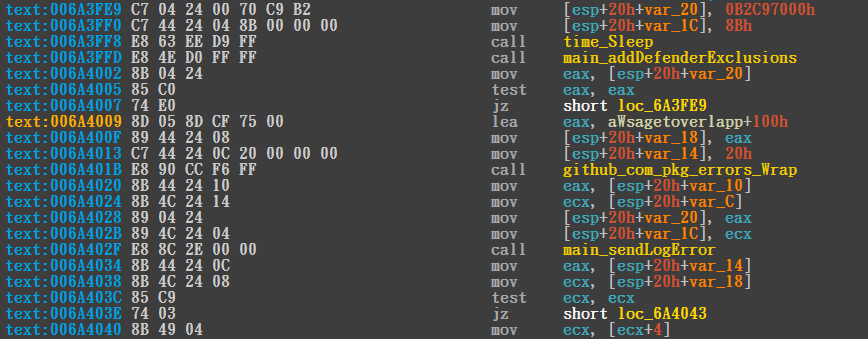 text:006A3FE9 C7 04 24 00 70 C9 B2 mov [esp+20h+var_20], 0B2C97000h
text:006A3FF0 C7 44 24 04 8B 00 00 00 mov [esp+20h+var_1C], 8Bh
text:006A3FF8 E8 63 EE D9 FF call time_Sleep
text:006A3FFD E8 4E D0 FF FF call main_addDefenderExclusions
text:006A4002 8B 04 24 mov eax, [esp+20h+var_20]
text:006A4005 85 C0 test eax, eax
text:006A4007 74 E0 jz short loc_6A3FE9
text:006A4009 8D 05 8D CF 75 00 lea eax, aWsagetoverlapp+100h
text:006A400F 89 44 24 08 mov [esp+20h+var_18], eax
text:006A4013 C7 44 24 0C 20 00 00 00 mov [esp+20h+var_14], 20h
text:006A401B E8 90 CC F6 FF call github_com_pkg_errors_Wrap
text:006A4020 8B 44 24 10 mov eax, [esp+20h+var_10]
text:006A4024 8B 4C 24 14 mov ecx, [esp+20h+var_C]
text:006A4028 89 04 24 mov [esp+20h+var_20], eax
text:006A402B 89 4C 24 04 mov [esp+20h+var_1C], ecx
text:006A402F E8 8C 2E 00 00 call main_sendLogError
text:006A4034 8B 44 24 0C mov eax, [esp+20h+var_14]
text:006A4038 8B 4C 24 08 mov ecx, [esp+20h+var_18]
text:006A403C 85 C9 test ecx, ecx
text:006A403E 74 03 jz short loc_6A4043
text:006A4040 8B 49 04 mov ecx, [ecx+4]